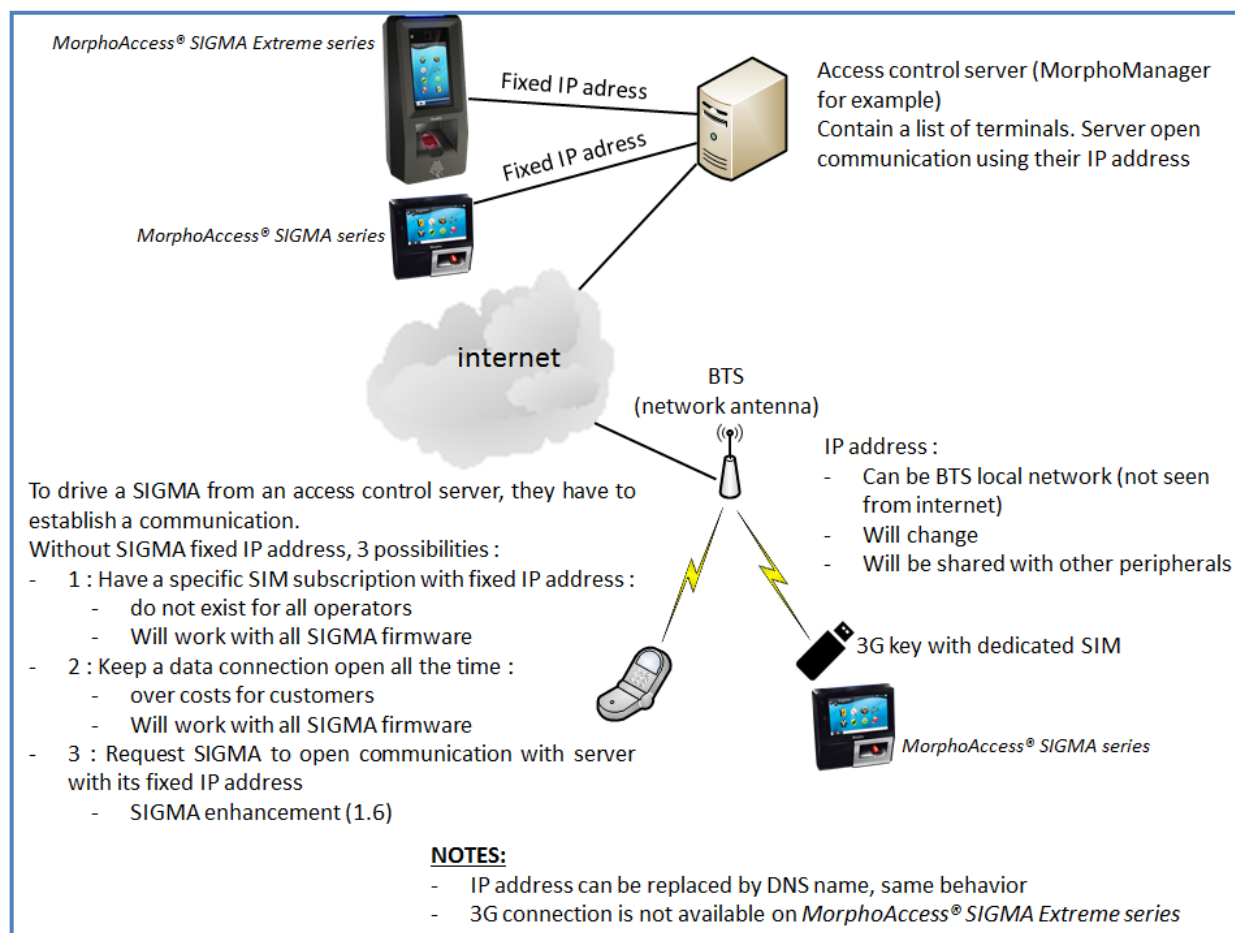 MorphoAccess® SIGMA Extreme series
Fixed IP adress
Fixed IP adress
Access control server (MorphoManager
for example)
Contain a list of terminals. Server open
communication using their IP address
MorphoAccess® SIGMA series
internet
BTS
(network antenna)
IP address :
- Can be BTS local network (not seen
from internet)
- Will change
- Will be shared with other peripherals
To drive a SIGMA from an access control server, they have to
establish a communication.
Without SIGMA fixed IP address, 3 possibilities :
- 1 : Have a specific SIM subscription with fixed IP address :
- do not exist for all operators
- Will work with all SIGMA firmware
- 2 : Keep a data connection open all the time :
- over costs for customers
- Will work with all SIGMA firmware
- 3 : Request SIGMA to open communication with server
with its fixed IP address
- SIGMA enhancement (1.6)
3G key with dedicated SIM
MorphoAccess® SIGMA series
NOTES:
- IP address can be replaced by DNS name, same behavior
- 3G connection is not available on MorphoAccess® SIGMA Extreme series